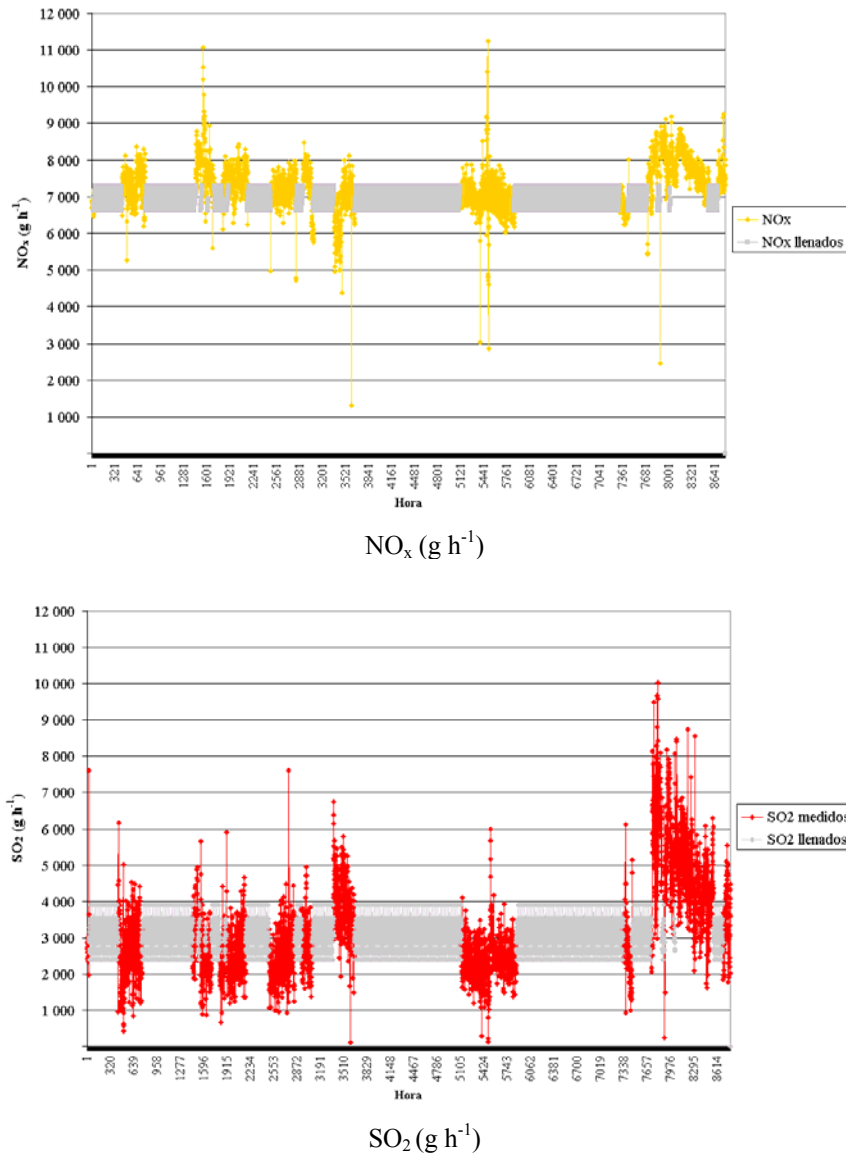 12 000
11 000
10 000
9 000
8 000
7 000
6 000
5 000
4 000
3 000
2 000
1 000
NOx (g h-1)
1 321 641 961 1281 1601 1921 2241 2561 2881 3201 3521 3841 4161 4481 4801 5121 5441 5761 6081 6401 6721 7041 7361 7681 8001 8321 8641
Hora
NOx
NOx llenados
NOx (g h-1)
12 000
11 000
10 000
9 000
8 000
7 000
6 000
5 000
4 000
3 000
2 000
1 000
SO2 (g h-1)
1 320 639 958 1277 1596 1915 2234 2553 2872 3191 3510 3829 4148 4467 4786 5105 5424 5743 6062 6381 6700 7019 7338 7657 7976 8295 8614
Hora
SO2 medidos
SO2 llenados
SO2 (g h-1)